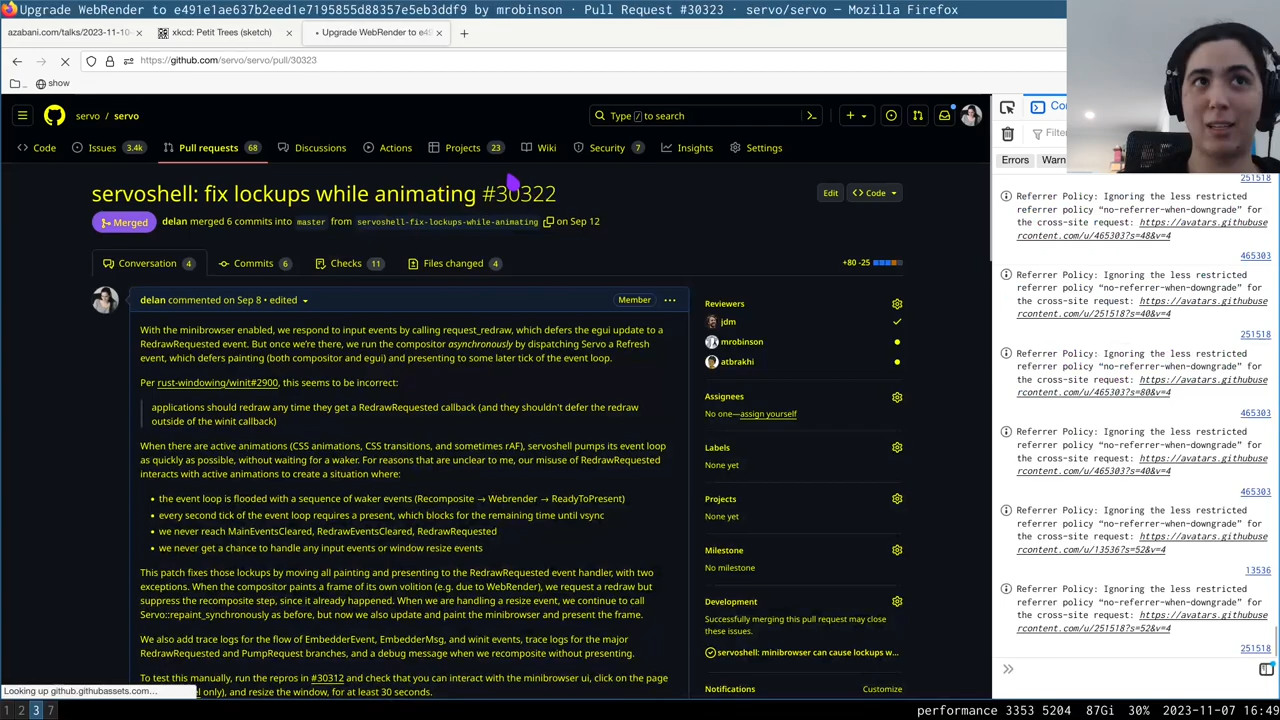 Upgrade WebRender to e491e1ae637b2eed1e7195855d88357e5eb3ddf9 by mrobinson · Pull Request #30323 · servo/servo — Mozilla Firefox
azabani.com/talks/2023-11-10-
xkcd: Petit Trees (sketch)
Upgrade WebRender to e49
https://github.com/servo/servo/pull/30323
show
servo / servo
Type / to search
Code
Issues 3.4k
Pull requests 68
Discussions
Actions
Projects 23
Wiki
Security 7
Insights
Settings
servoshell: fix lockups while animating #30322
Edit
Code
Merged
delan merged 6 commits into master from servoshell-fix-lockups-while-animating on Sep 12
Conversation 4
Commits 6
Checks 11
Files changed 4
+80 -25
delan commented on Sep 8 • edited
Member
With the minibrowser enabled, we respond to input events by calling request_redraw, which defers the egui update to a
RedrawRequested event. But once we're there, we run the compositor asynchronously by dispatching Servo a Refresh
event, which defers painting (both compositor and egui) and presenting to some later tick of the event loop.
Per rust-windowing/winit#2900, this seems to be incorrect:
applications should redraw any time they get a RedrawRequested callback (and they shouldn't defer the redraw
outside of the winit callback)
When there are active animations (CSS animations, CSS transitions, and sometimes rAF), servoshell pumps its event loop
as quickly as possible, without waiting for a waker. For reasons that are unclear to me, our misuse of RedrawRequested
interacts with active animations to create a situation where:
• the event loop is flooded with a sequence of waker events (Recomposite → Webrender → ReadyToPresent)
• every second tick of the event loop requires a present, which blocks for the remaining time until vsync
• we never reach MainEventsCleared, RedrawEventsCleared, RedrawRequested
• we never get a chance to handle any input events or window resize events
This patch fixes those lockups by moving all painting and presenting to the RedrawRequested event handler, with two
exceptions. When the compositor paints a frame of its own volition (e.g. due to WebRender), we request a redraw but
suppress the recomposite step, since it already happened. When we are handling a resize event, we continue to call
Servo::repaint_synchronously as before, but now we also update and paint the minibrowser and present the frame.
We also add trace logs for the flow of EmbedderEvent, EmbedderMsg, and winit events, trace logs for the major
RedrawRequested and PumpRequest branches, and a debug message when we recomposite without presenting.
To test this manually, run the repros in #30312 and check that you can interact with the minibrowser ui, click on the page
el only), and resize the window, for at least 30 seconds.
Looking up github.githubassets.com…
Reviewers
jdm
mrobinson
atbrakhi
Assignees
No one—assign yourself
Labels
None yet
Projects
None yet
Milestone
No milestone
Development
Successfully merging this pull request may close
these issues.
servoshell: minibrowser can cause lockups w...
Notifications
Customize
Errors
Warn
251518
Referrer Policy: Ignoring the less restricted
referrer policy “no-referrer-when-downgrade” for
the cross-site request: https://avatars.githubuse
rcontent.com/u/465303?s=48&v=4
465303
Referrer Policy: Ignoring the less restricted
referrer policy “no-referrer-when-downgrade” for
the cross-site request: https://avatars.githubuse
rcontent.com/u/251518?s=40&v=4
251518
Referrer Policy: Ignoring the less restricted
referrer policy “no-referrer-when-downgrade” for
the cross-site request: https://avatars.githubuse
rcontent.com/u/465303?s=80&v=4
465303
Referrer Policy: Ignoring the less restricted
referrer policy “no-referrer-when-downgrade” for
the cross-site request: https://avatars.githubuse
rcontent.com/u/465303?s=40&v=4
465303
Referrer Policy: Ignoring the less restricted
referrer policy “no-referrer-when-downgrade” for
the cross-site request: https://avatars.githubuse
rcontent.com/u/13536?s=52&v=4
13536
Referrer Policy: Ignoring the less restricted
referrer policy “no-referrer-when-downgrade” for
the cross-site request: https://avatars.githubuse
rcontent.com/u/251518?s=52&v=4
251518
1 2 3 7
performance 3353 5204 87Gi 30% 2023-11-07 16:49